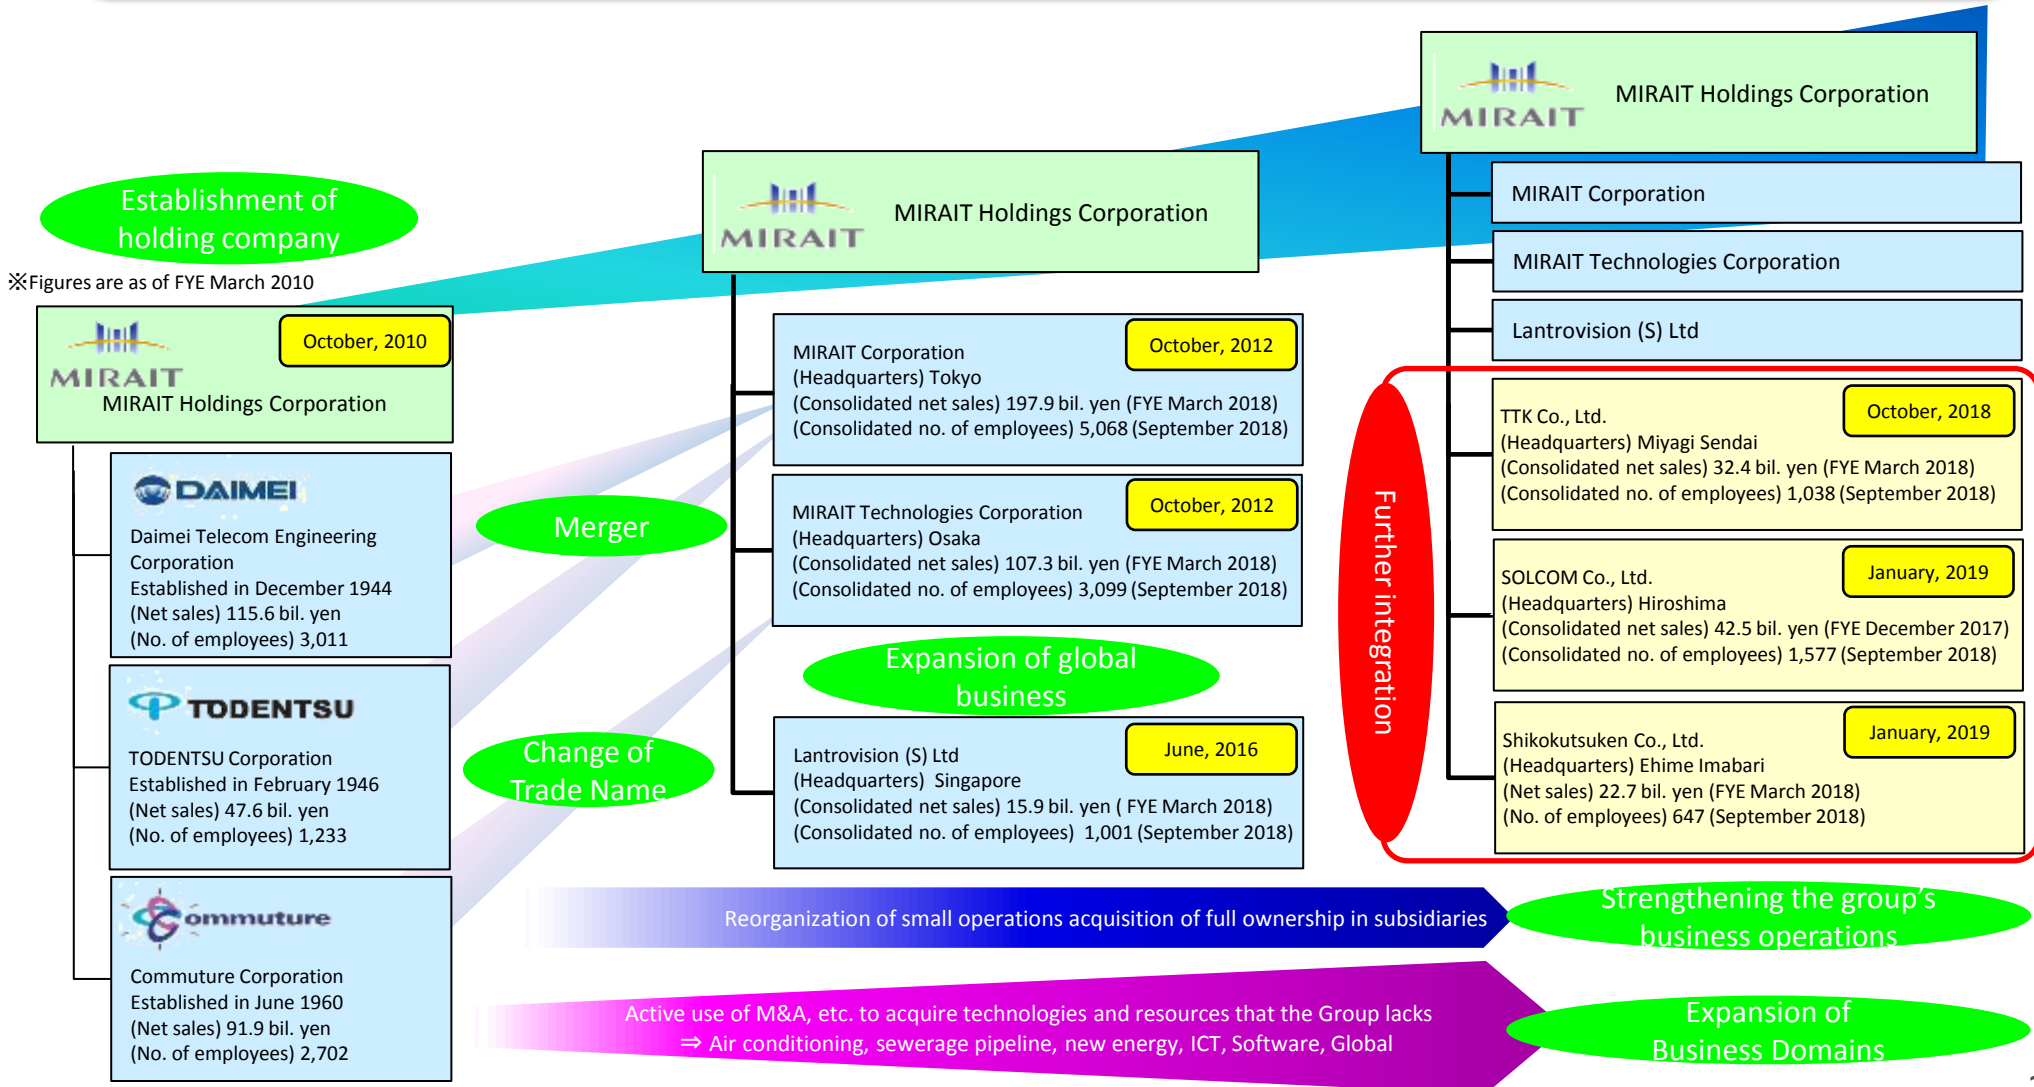 Establishment of
holding company
※Figures are as of FYE March 2010
MIRAIT
October, 2010
MIRAIT Holdings Corporation
DAIMEI
Daimei Telecom Engineering
Corporation
Established in December 1944
(Net sales) 115.6 bil. yen
(No. of employees) 3,011
TODENTSU
TODENTSU Corporation
Established in February 1946
(Net sales) 47.6 bil. yen
(No. of employees) 1,233
Commuture
Commuture Corporation
Established in June 1960
(Net sales) 91.9 bil. yen
(No. of employees) 2,702
Merger
Change of
Trade Name
MIRAIT
MIRAIT Holdings Corporation
October, 2012
MIRAIT Corporation
(Headquarters) Tokyo
(Consolidated net sales) 197.9 bil. yen (FYE March 2018)
(Consolidated no. of employees) 5,068 (September 2018)
October, 2012
MIRAIT Technologies Corporation
(Headquarters) Osaka
(Consolidated net sales) 107.3 bil. yen (FYE March 2018)
(Consolidated no. of employees) 3,099 (September 2018)
Expansion of global
business
June, 2016
Lantrovision (S) Ltd
(Headquarters)  Singapore
(Consolidated net sales) 15.9 bil. yen ( FYE March 2018)
(Consolidated no. of employees)  1,001 (September 2018)
MIRAIT
MIRAIT Holdings Corporation
MIRAIT Corporation
MIRAIT Technologies Corporation
Lantrovision (S) Ltd
Further integration
October, 2018
TTK Co., Ltd.
(Headquarters) Miyagi Sendai
(Consolidated net sales) 32.4 bil. yen (FYE March 2018)
(Consolidated no. of employees) 1,038 (September 2018)
January, 2019
SOLCOM Co., Ltd.
(Headquarters) Hiroshima
(Consolidated net sales) 42.5 bil. yen (FYE December 2017)
(Consolidated no. of employees) 1,577 (September 2018)
January, 2019
Shikokutsuken Co., Ltd.
(Headquarters) Ehime Imabari
(Net sales) 22.7 bil. yen (FYE March 2018)
(No. of employees) 647 (September 2018)
Reorganization of small operations acquisition of full ownership in subsidiaries
Strengthening the group's
business operations
Active use of M&A, etc. to acquire technologies and resources that the Group lacks
⇒ Air conditioning, sewerage pipeline, new energy, ICT, Software, Global
Expansion of
Business Domains